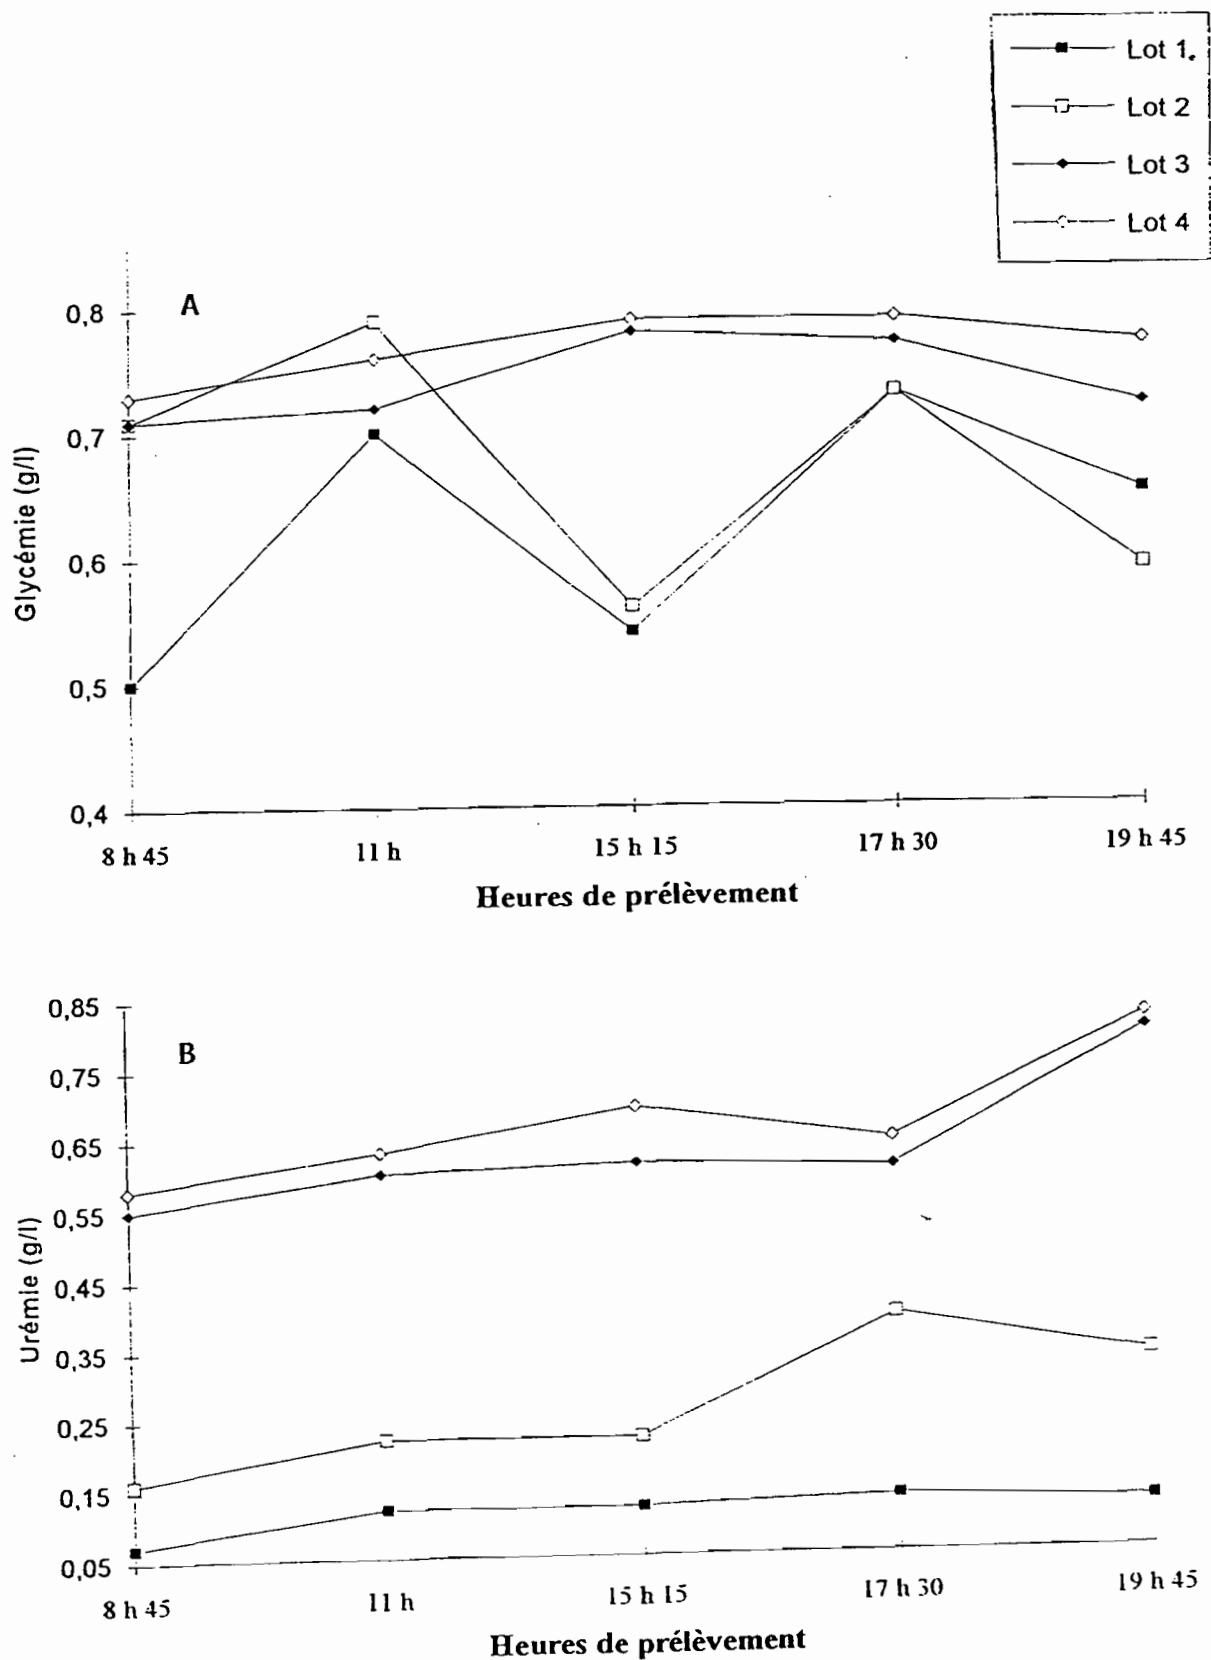 Lot 1
Lot 2
Lot 3
Lot 4
A
Glycémie (g/l)
0,8
0,7
0,6
0,5
0,4
8 h 45 11 h 15 h 15 17 h 30 19 h 45
Heures de prélèvement
B
Urémie (g/l)
0,85
0,75
0,65
0,55
0,45
0,35
0,25
0,15
0,05
8 h 45 11 h 15 h 15 17 h 30 19 h 45
Heures de prélèvement